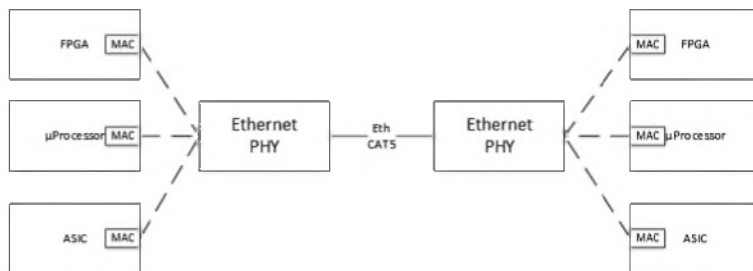 FPGA MAC
MAC FPGA
µProcessor MAC
Ethernet
PHY
Eth
CAT5
Ethernet
PHY
MAC µProcessor
ASIC MAC
MAC ASIC